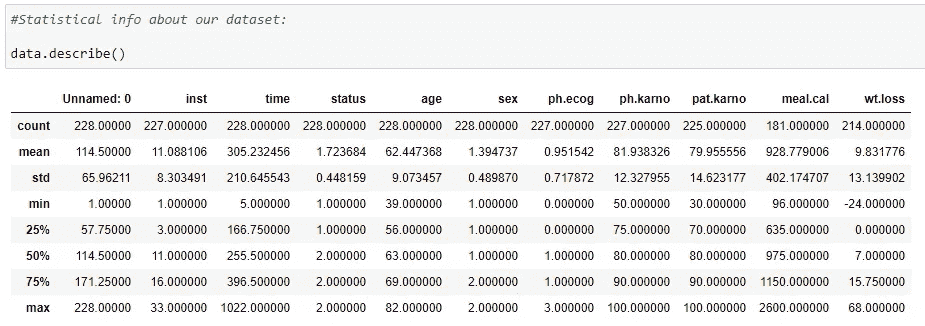 #Statistical info about our dataset:
data.describe()
Unnamed: 0 inst time status age sex ph.ecog ph.karno pat.karno meal.cal wt.loss
count 228.00000 227.000000 228.000000 228.000000 228.000000 228.000000 227.000000 227.000000 225.000000 181.000000 214.000000
mean 114.50000 11.088106 305.232456 1.723684 62.447368 1.394737 0.951542 81.938326 79.955556 928.779006 9.831776
std 65.96211 8.303491 210.645543 0.448159 9.073457 0.489870 0.717872 12.327955 14.623177 402.174707 13.139902
min 1.00000 1.000000 5.000000 1.000000 39.000000 1.000000 0.000000 50.000000 30.000000 96.000000 -24.000000
25% 57.75000 3.000000 166.750000 1.000000 56.000000 1.000000 0.000000 75.000000 70.000000 635.000000 0.000000
50% 114.50000 11.000000 255.500000 2.000000 63.000000 1.000000 1.000000 80.000000 80.000000 975.000000 7.000000
75% 171.25000 16.000000 396.500000 2.000000 69.000000 2.000000 1.000000 90.000000 90.000000 1150.000000 15.750000
max 228.00000 33.000000 1022.000000 2.000000 82.000000 2.000000 3.000000 100.000000 100.000000 2600.000000 68.000000